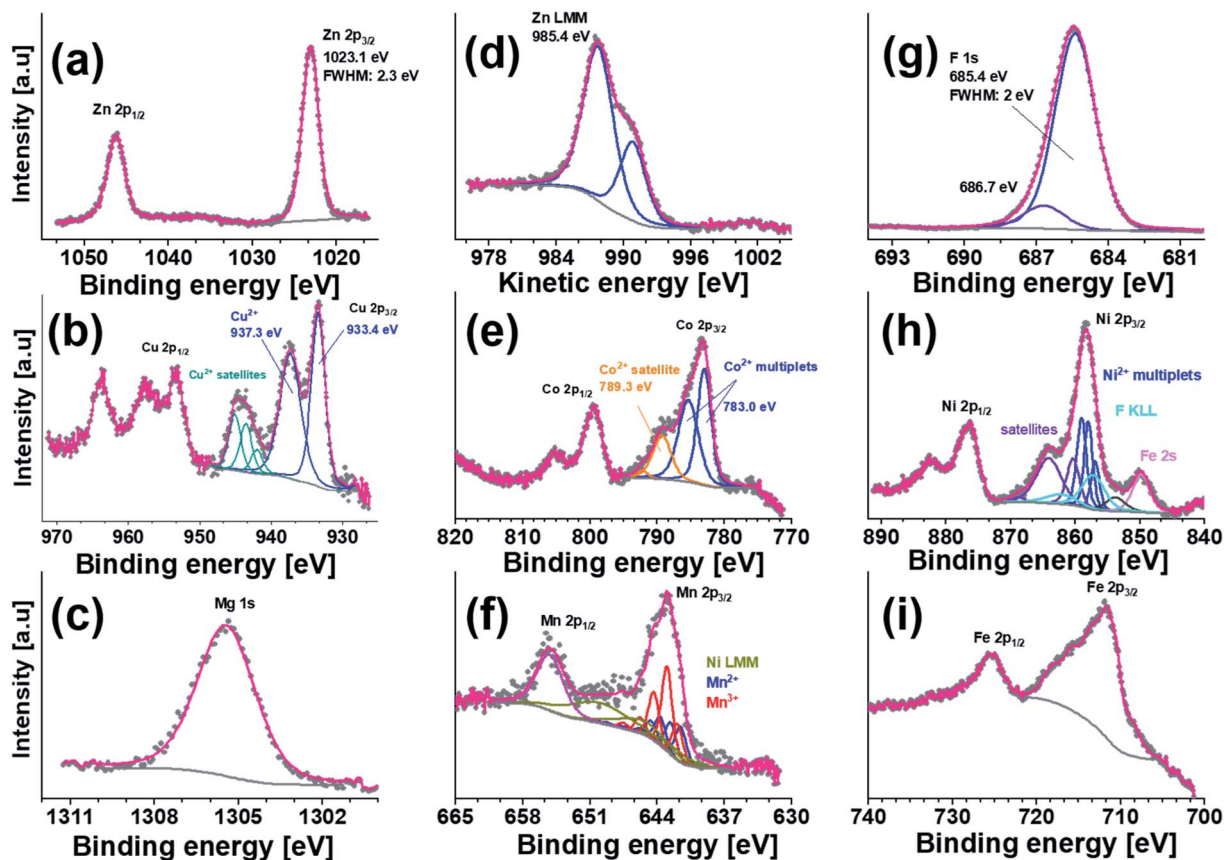 (a)
Intensity [a.u]
Zn 2p1/2
Zn 2p3/2
1023.1 eV
FWHM: 2.3 eV
1050 1040 1030 1020
Binding energy [eV]
(d)
Zn LMM
985.4 eV
978 984 990 996 1002
Kinetic energy [eV]
(g)
F 1s
685.4 eV
FWHM: 2 eV
686.7 eV
693 690 687 684 681
Binding energy [eV]
(b)
Intensity [a.u]
Cu 2p1/2
Cu2+ satellites
Cu2+
937.3 eV
Cu 2p3/2
933.4 eV
970 960 950 940 930
Binding energy [eV]
(e)
Co 2p1/2
Co 2p3/2
Co2+ satellite
789.3 eV
Co2+ multiplets
783.0 eV
820 810 800 790 780 770
Binding energy [eV]
(h)
Ni 2p3/2
Ni2+ multiplets
Ni 2p1/2
F KLL
satellites
Fe 2s
890 880 870 860 850 840
Binding energy [eV]
(c)
Intensity [a.u]
Mg 1s
1311 1308 1305 1302
Binding energy [eV]
(f)
Mn 2p1/2
Mn 2p3/2
Ni LMM
Mn2+
Mn3+
665 658 651 644 637 630
Binding energy [eV]
(i)
Fe 2p1/2
Fe 2p3/2
740 730 720 710 700
Binding energy [eV]